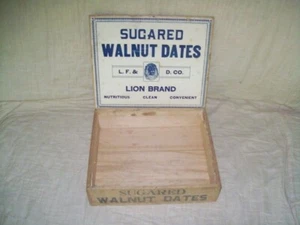 SUGARED
WALNUT DATES
L. F. & D. CO.
LION BRAND
NUTRITIOUS CLEAN CONVENIENT
SUGARED
WALNUT DATES